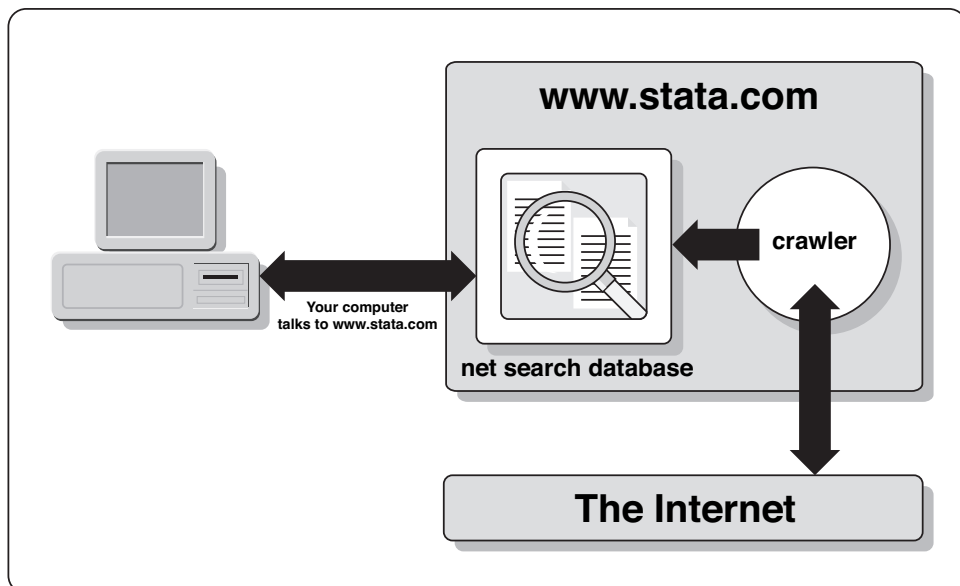 www.stata.com
crawler
Your computer
talks to www.stata.com
net search database
The Internet